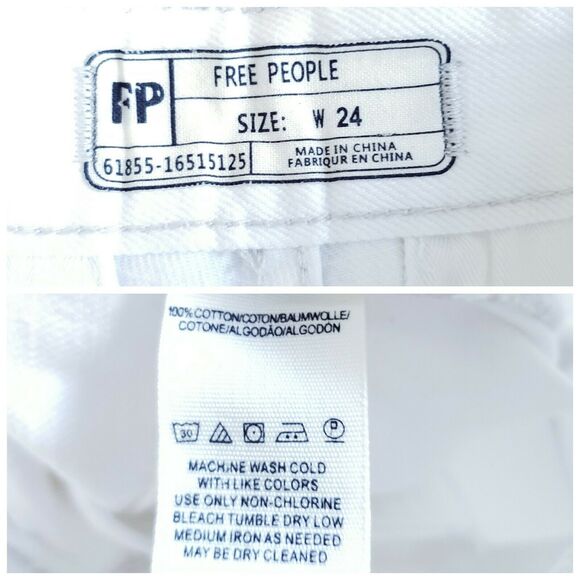 FP
FREE PEOPLE
SIZE: W 24
61855-16515125
MADE IN CHINA
FABRIQUR EN CHINA
100% COTTON/COTON/BAUMWOLLE/
COTONE/ALGODÃO/ALGODÓN
30
P
MACHINE WASH COLD
WITH LIKE COLORS
USE ONLY NON-CHLORINE
BLEACH TUMBLE DRY LOW
MEDIUM IRON AS NEEDED
MAY BE DRY CLEANED